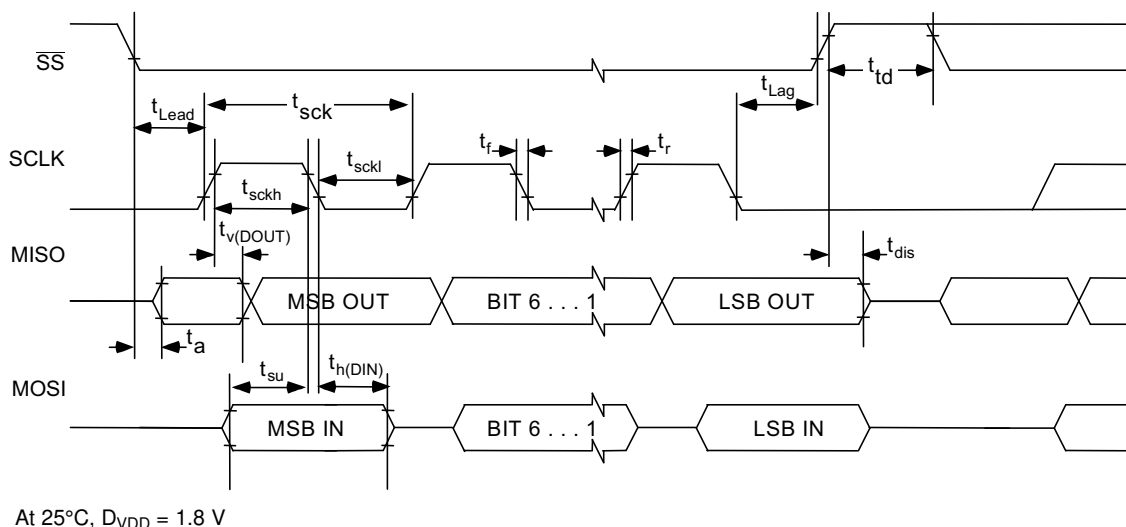 SS
t_td
t_Lag
t_Lead
t_sck
SCLK
t_f
t_r
t_sckl
t_sckh
t_v(DOUT)
MISO
t_dis
MSB OUT
BIT 6 . . . 1
LSB OUT
t_a
t_su
t_h(DIN)
MOSI
MSB IN
BIT 6 . . . 1
LSB IN
At 25°C, D_VDD = 1.8 V